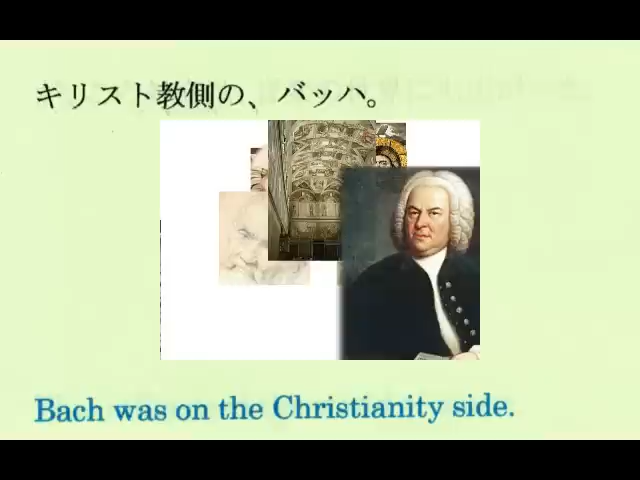 キリスト教側の、バッハ。
Bach was on the Christianity side.